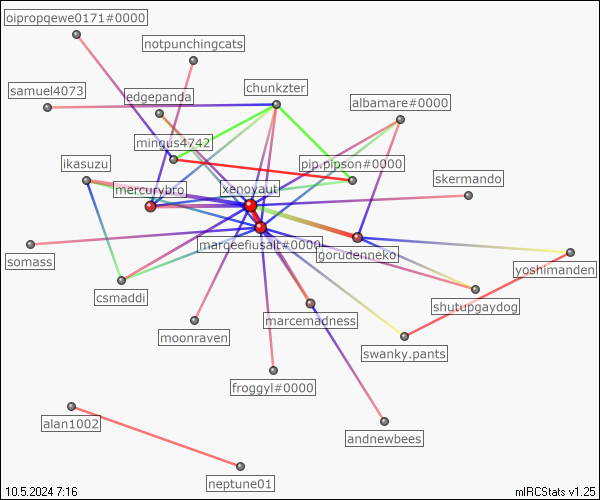 oipropqewe0171#0000
notpunchingcats
samuel4073
edgepanda
chunkzter
albamare#0000
mingus4742
ikasuzu
pip.pipson#0000
mercurybro
xenoyaut
skermando
margeefiusalt#0000
gorudenneko
somass
yoshimanden
csmaddi
shutupgaydog
marcemadness
moonraven
swanky.pants
froggyl#0000
alan1002
andnewbees
neptune01
10.5.2024 7:16
mIRCStats v1.25